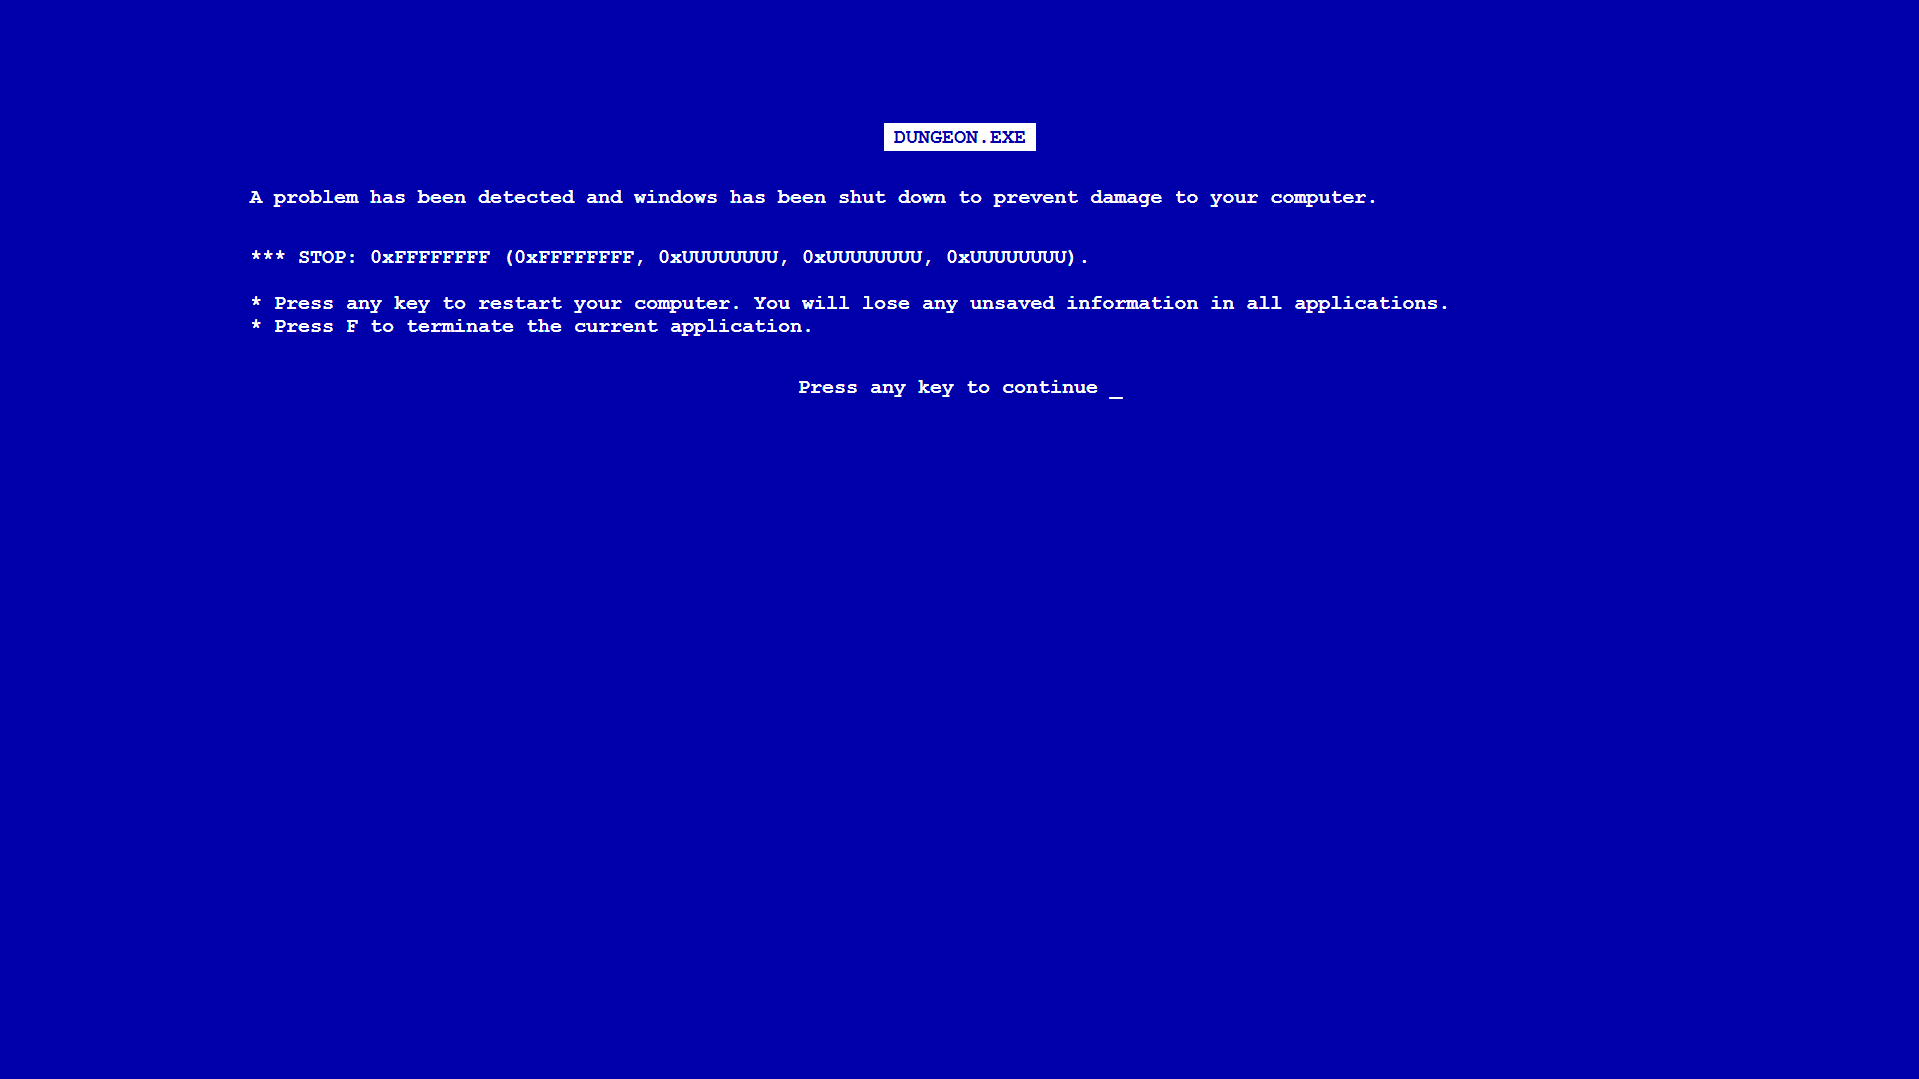 DUNGEON.EXE
A problem has been detected and windows has been shut down to prevent damage to your computer.
*** STOP: 0xFFFFFFFF (0xFFFFFFFF, 0xUUUUUUUU, 0xUUUUUUUU, 0xUUUUUUUU).
* Press any key to restart your computer. You will lose any unsaved information in all applications.
* Press F to terminate the current application.
Press any key to continue _